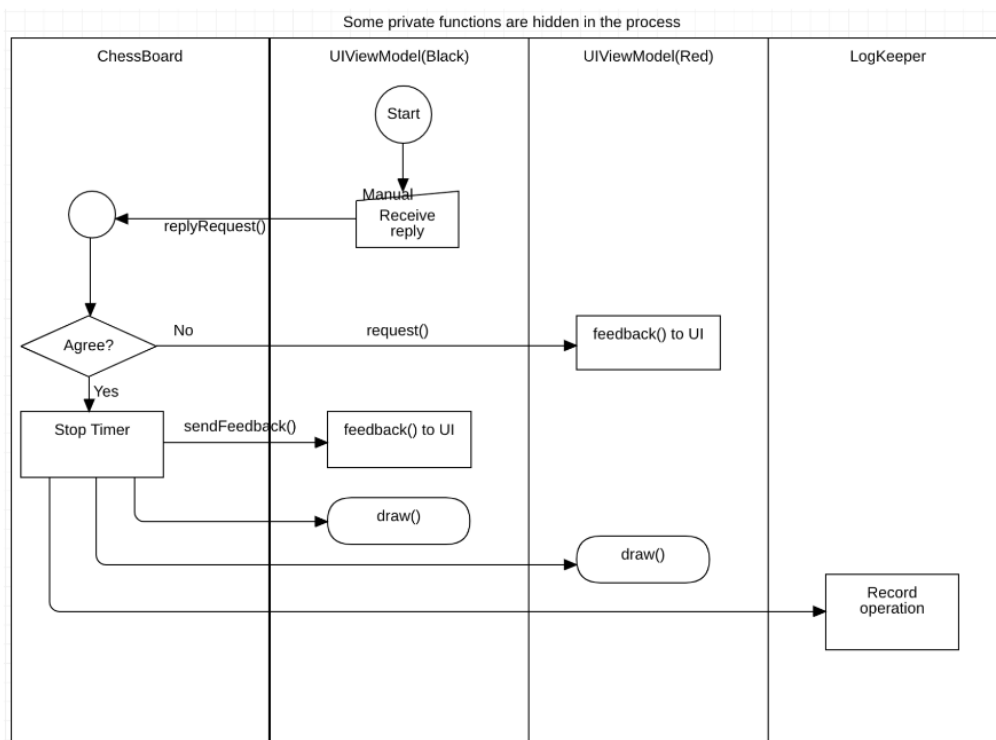 Some private functions are hidden in the process
ChessBoard
UIViewModel(Black)
UIViewModel(Red)
LogKeeper
Start
Manual
Receive
reply
replyRequest()
Agree?
No
request()
feedback() to UI
Yes
Stop Timer
sendFeedback()
feedback() to UI
draw()
draw()
Record
operation